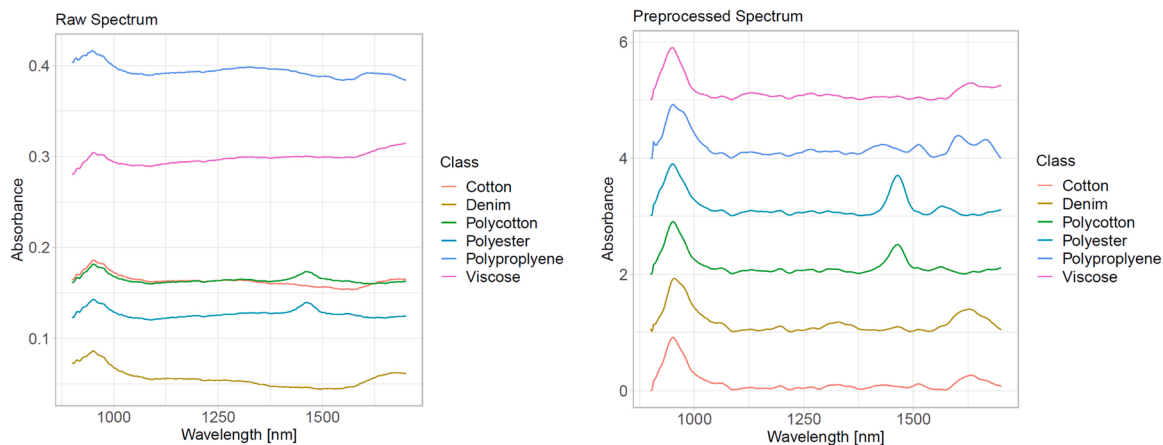 Raw Spectrum
Absorbance
0.4
0.3
0.2
0.1
1000
1250
1500
Wavelength [nm]
Class
Cotton
Denim
Polycotton
Polyester
Polyproplyene
Viscose
Preprocessed Spectrum
Absorbance
6
4
2
0
1000
1250
1500
Wavelength [nm]
Class
Cotton
Denim
Polycotton
Polyester
Polyproplyene
Viscose